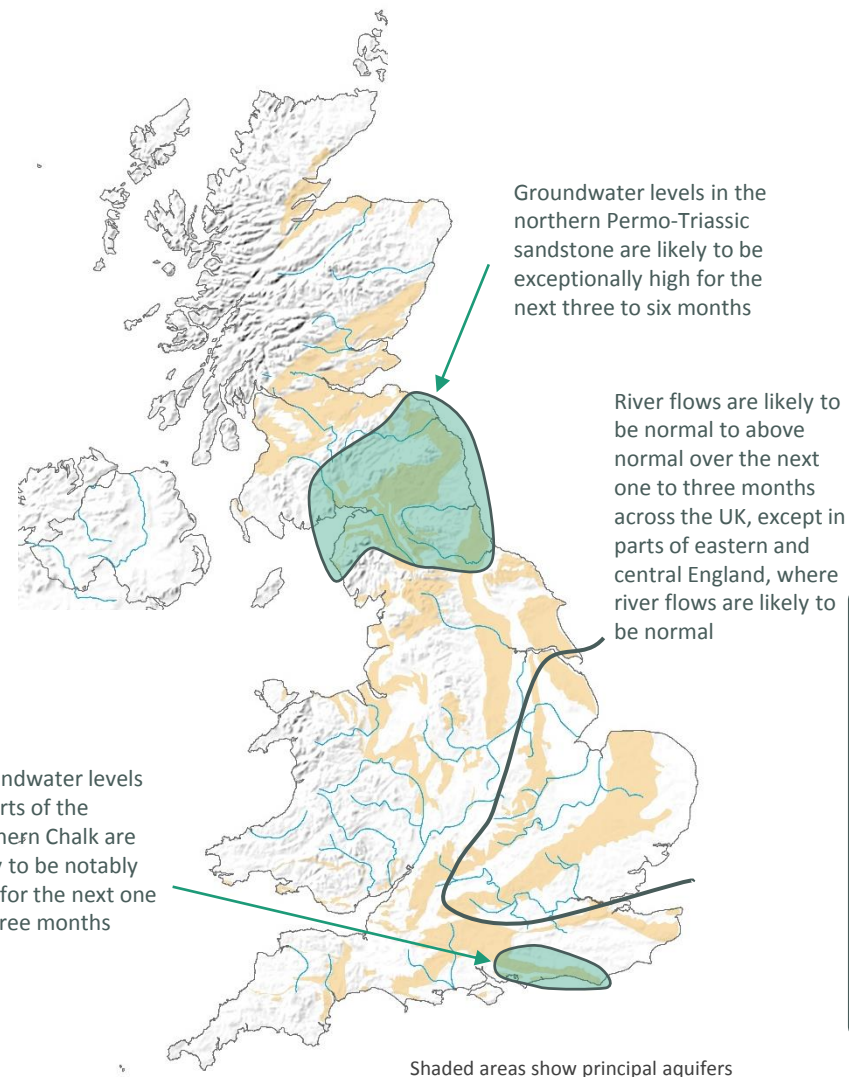 Groundwater levels in the
northern Permo-Triassic
sandstone are likely to be
exceptionally high for the
next three to six months
River flows are likely to
be normal to above
normal over the next
one to three months
across the UK, except in
parts of eastern and
central England, where
river flows are likely to
be normal
ndwater levels
rts of the
hern Chalk are
to be notably
for the next one
ree months
Shaded areas show principal aquifers